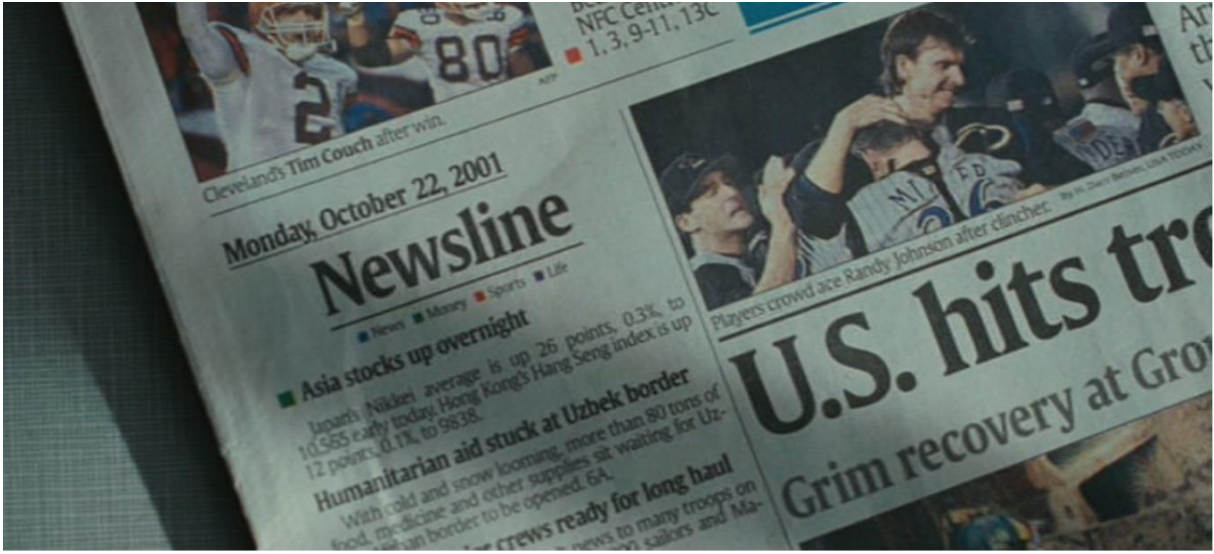 NFC Cent
1, 3, 9-11, 13C
2
80
AFP
Cleveland's Tim Couch after win.
Monday, October 22, 2001
Newsline
News Money Sports Life
Asia stocks up overnight
Japan's Nikkei average is up 26 points, 0.3%, to
10,565 early today. Hong Kong's Hang Seng index is up
12 points, 0.1%, to 9838.
Humanitarian aid stuck at Uzbek border
With cold and snow looming, more than 80 tons of
food, medicine and other supplies sit waiting for Uz-
border to be opened. 6A.
crews ready for long haul
news to many troops on
sailors and Ma-
USA TODAY
Players crowd ace Randy Johnson after clincher.
U.S. hits tr
Grim recovery at Gro